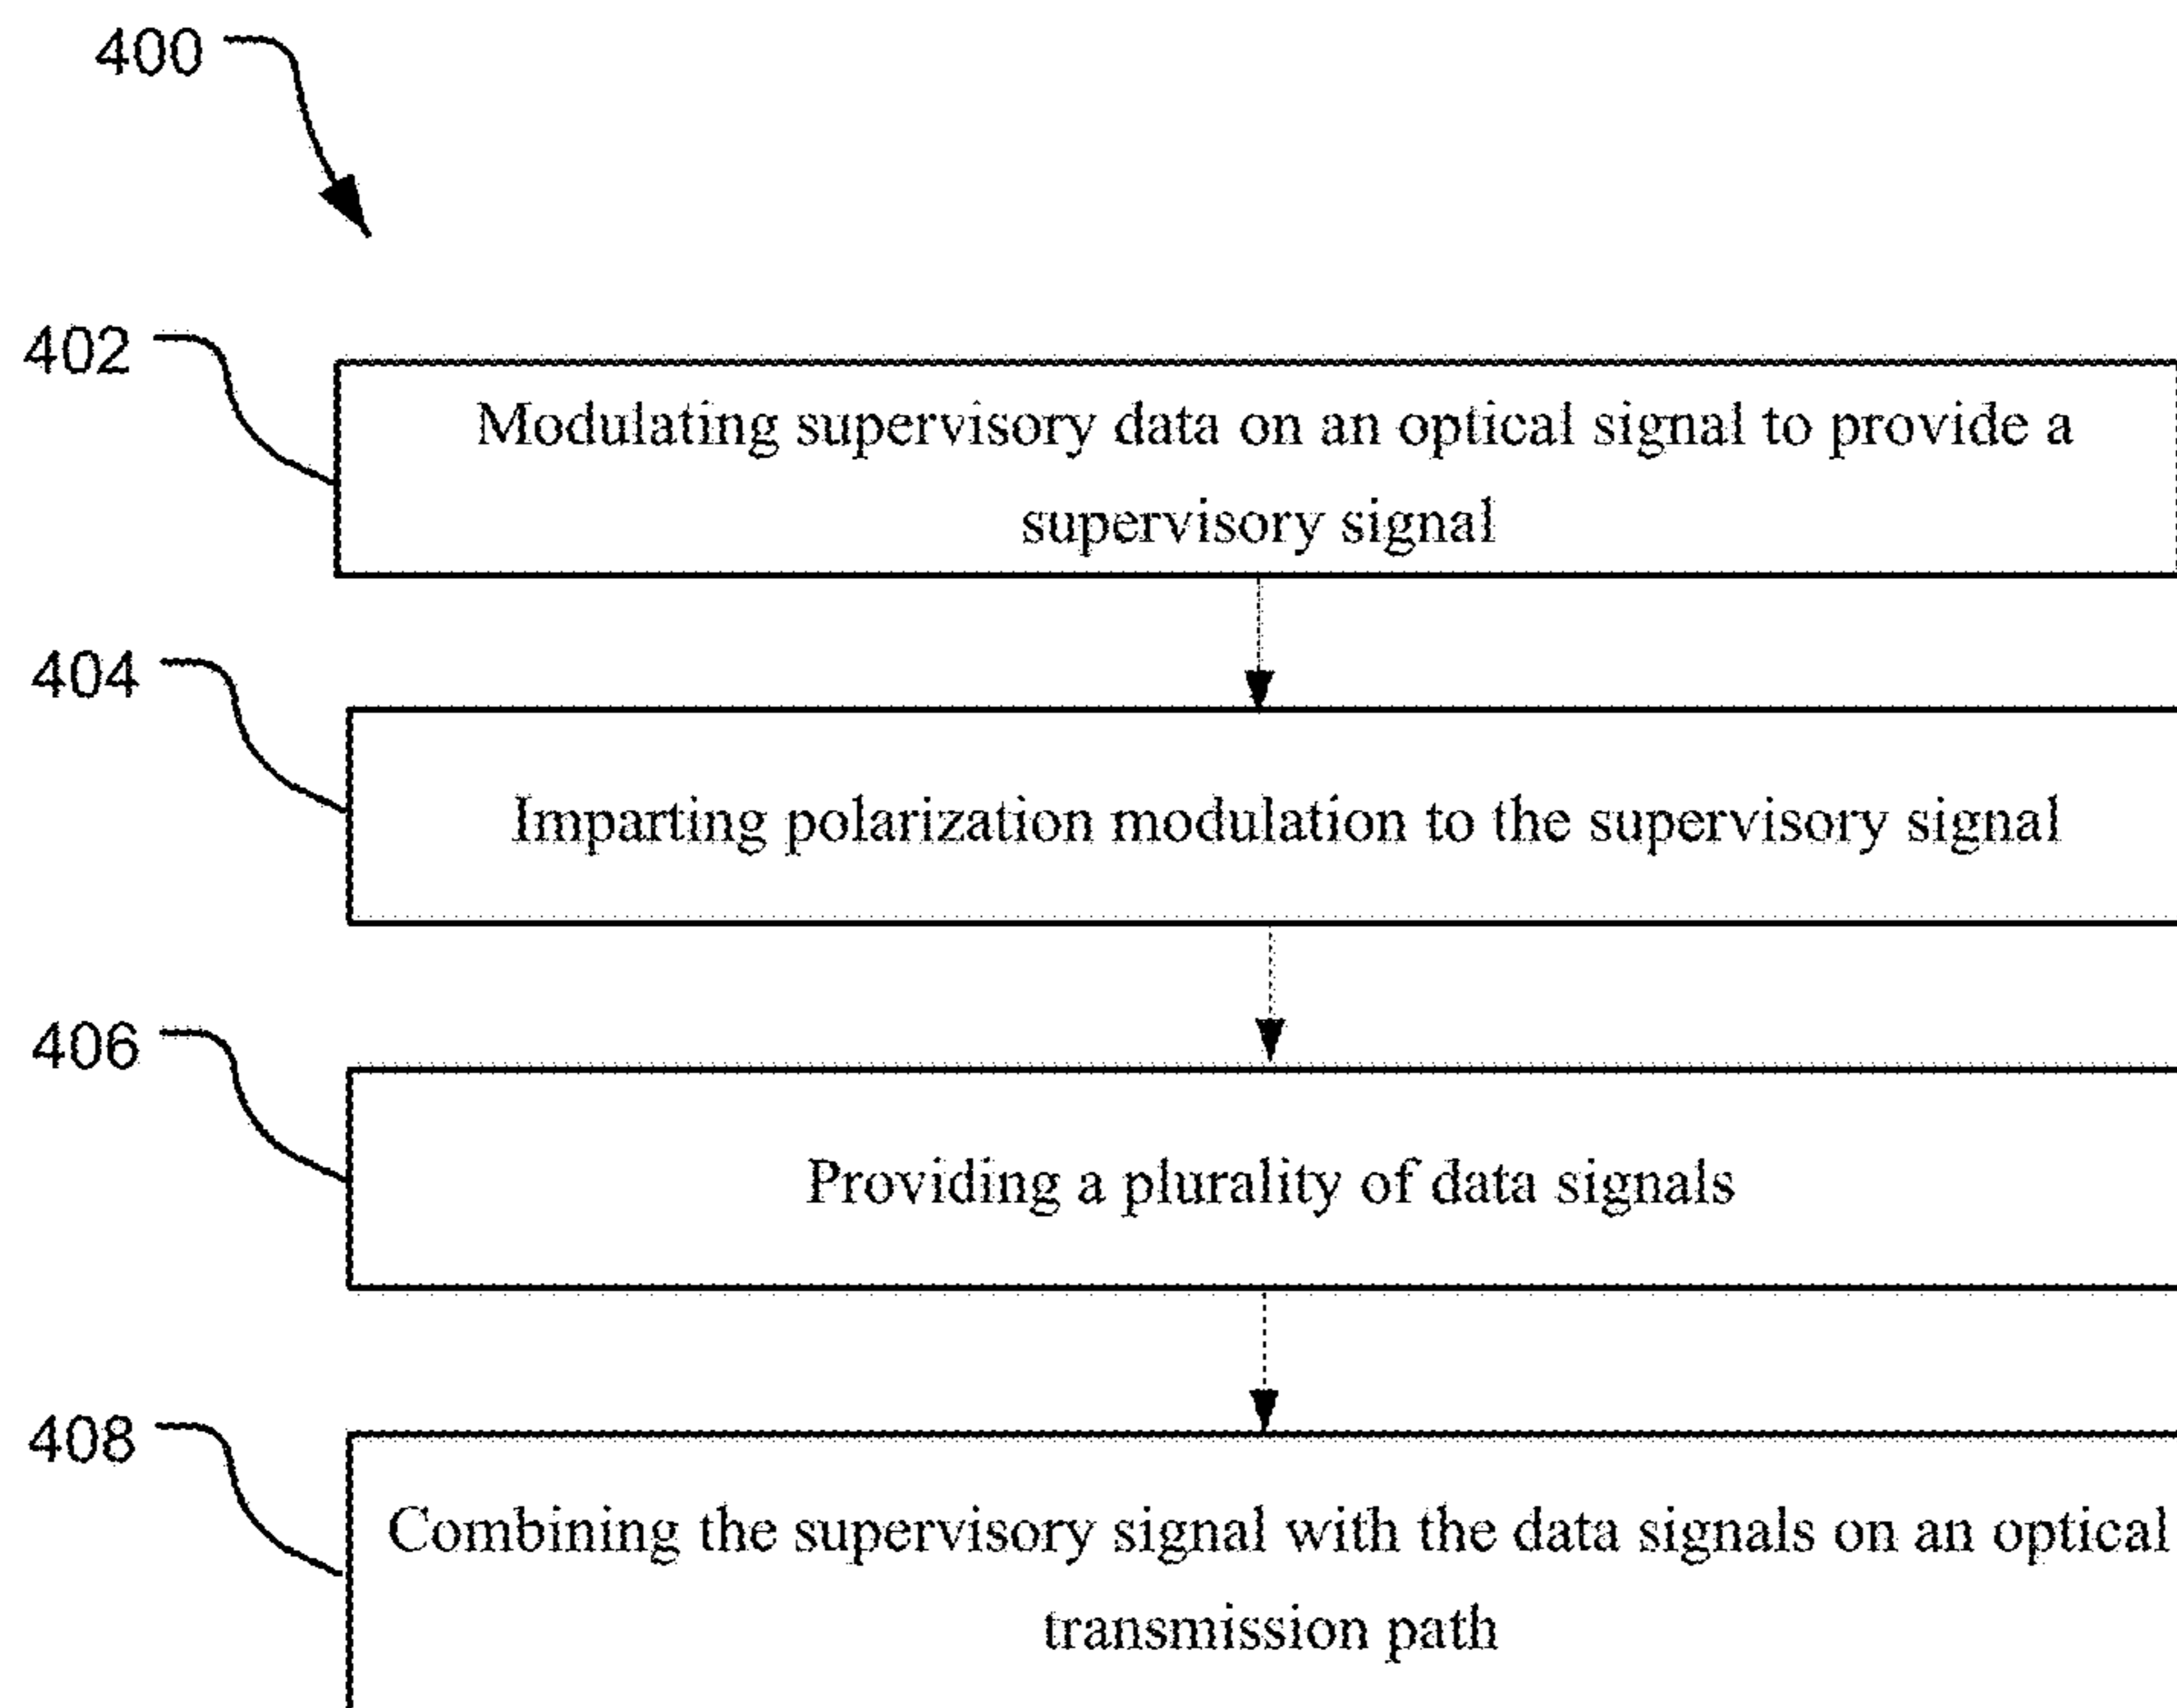 400
402
Modulating supervisory data on an optical signal to provide a
supervisory signal
404
Imparting polarization modulation to the supervisory signal
406
Providing a plurality of data signals
408
Combining the supervisory signal with the data signals on an optical
transmission path